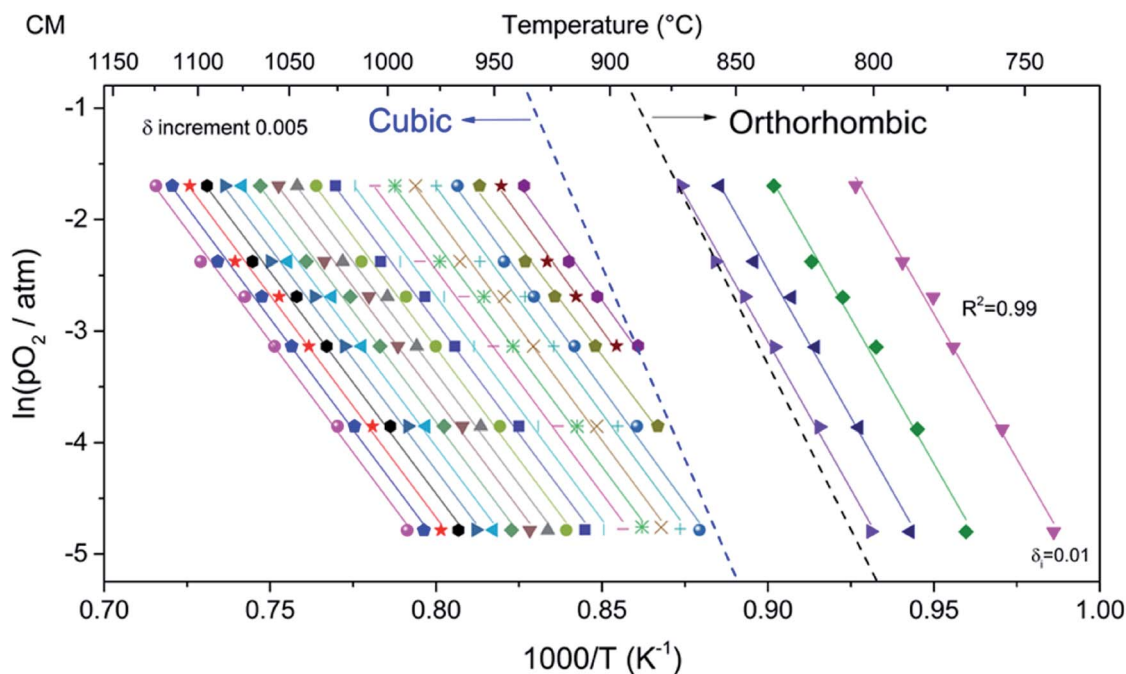 CM
Temperature (°C)
1150 1100 1050 1000 950 900 850 800 750
-1
-2
-3
-4
-5
ln(pO₂ / atm)
δ increment 0.005
Cubic
Orthorhombic
R²=0.99
δᵢ=0.01
0.70 0.75 0.80 0.85 0.90 0.95 1.00
1000/T (K⁻¹)